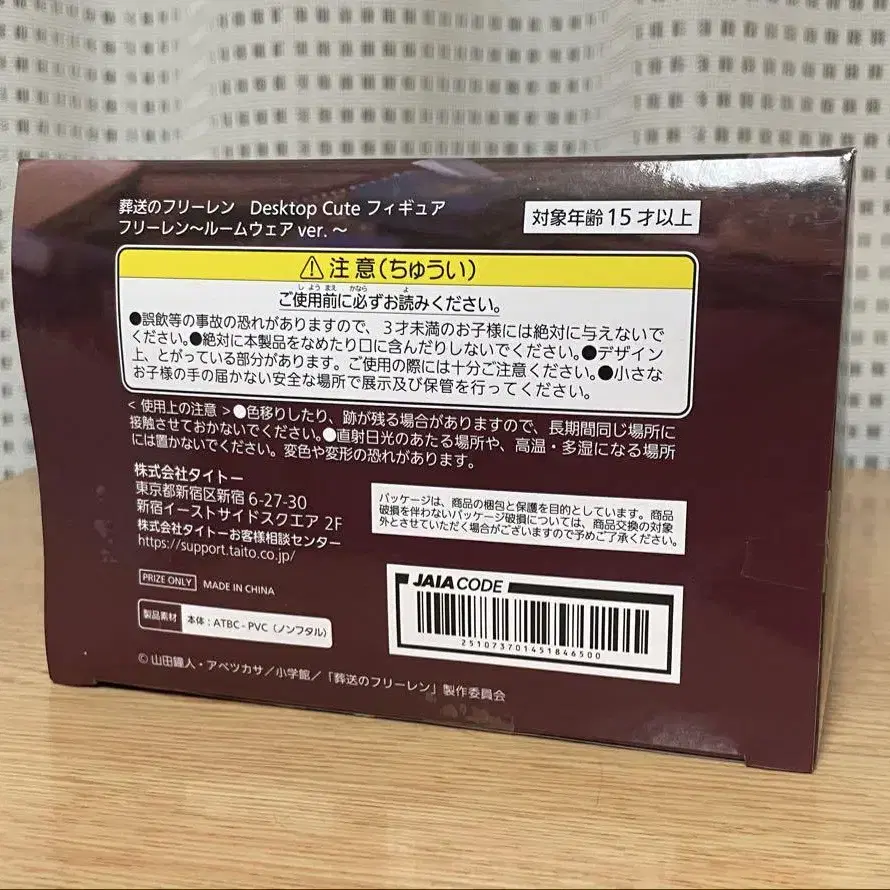 葬送のフリーレン Desktop Cute フィギュア
フリーレン～ルームウェア ver. ～
対象年齢 15 才以上
⚠注意(ちゅうい)
しようまえ かなら よ
ご使用前に必ずお読みください。
●誤飲等の事故の恐れがありますので、３才未満のお子様には絶対に与えないで
ください。●絶対に本製品をなめたり口に含んだりしないでください。●デザイン
上、とがっている部分があります。ご使用の際には十分ご注意ください。●小さな
お子様の手の届かない安全な場所で展示及び保管を行ってください。
< 使用上の注意 >●色移りしたり、跡が残る場合がありますので、長期間同じ場所に
接触させておかないでください。●直射日光のあたる場所や、高温・多湿になる場所
には置かないでください。変色や変形の恐れがあります。
株式会社タイトー
東京都新宿区新宿 6-27-30
新宿イーストサイドスクエア 2F
株式会社タイトーお客様相談センター
https://support.taito.co.jp/
パッケージは、商品の梱包と保護を目的としています。商品
破損を伴わないパッケージ破損については、商品交換の対象
外とさせていただく場合がございますので予めご了承ください。
PRIZE ONLY MADE IN CHINA
製品素材 本体：ATBC-PVC（ノンフタル）
JAIA CODE
2510737014518465​00
© 山田鐘人・アベツカサ／小学館／「葬送のフリーレン」製作委員会